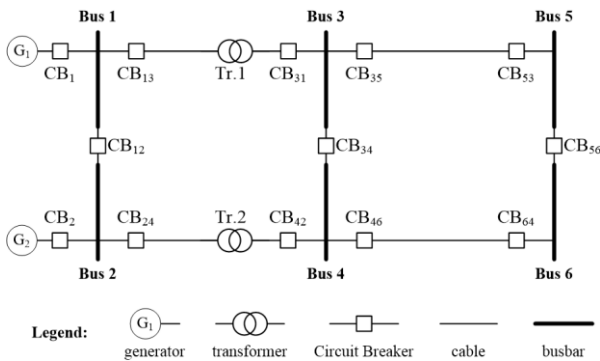 Bus 1 Bus 3 Bus 5
G₁
CB₁ CB₁₃ Tr.1 CB₃₁ CB₃₅ CB₅₃
CB₁₂ CB₃₄ CB₅₆
CB₂ CB₂₄ Tr.2 CB₄₂ CB₄₆ CB₆₄
G₂
Bus 2 Bus 4 Bus 6
Legend: G₁
generator transformer Circuit Breaker cable busbar